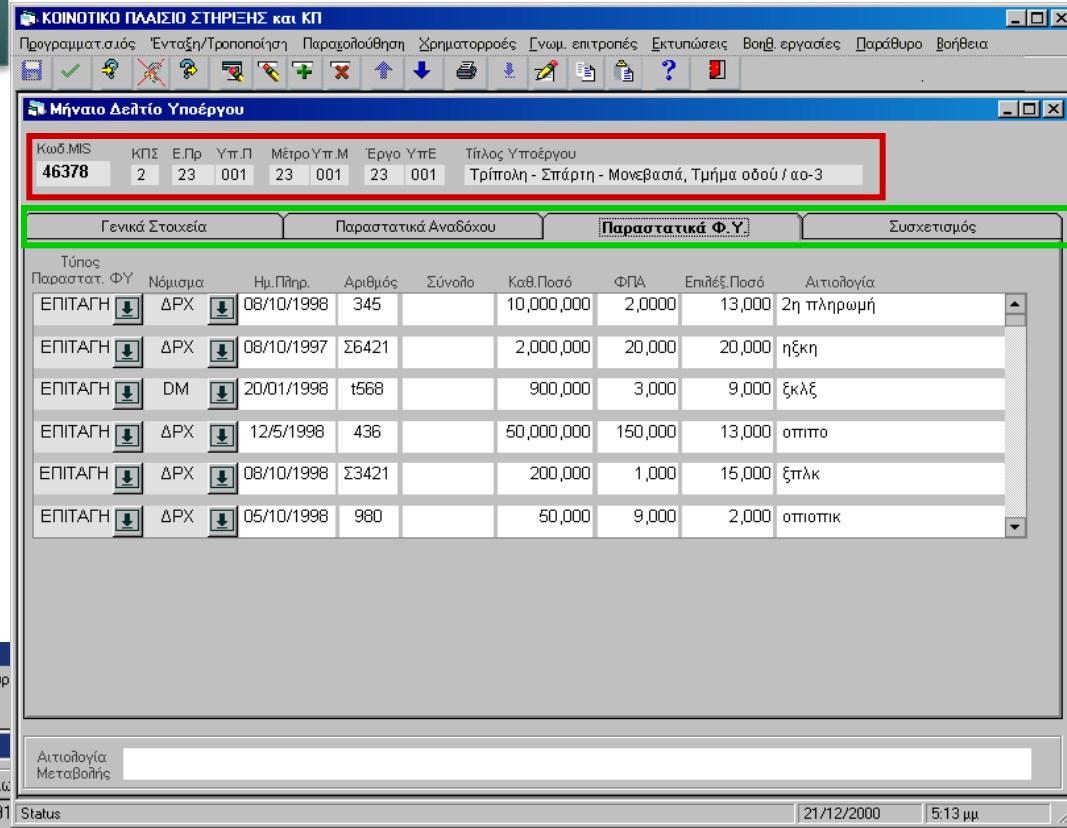 ΚΟΙΝΟΤΙΚΟ ΠΛΑΙΣΙΟ ΣΤΗΡΙΞΗΣ και ΚΠ
Προγραμματ.σιός Ένταξη/Τροποποίηση Παρακολούθηση Χρηματορροές Γνωμ. επιτροπές Εκτυπώσεις Βοηθ. εργασίες Παράθυρο Βοήθεια
Μήναιο Δελτίο Υποέργου
Κωδ.MIS ΚΠΣ Ε.Πρ Υπ.Π Μέτρο Υπ.Μ Έργο ΥπΕ Τίτλος Υποέργου
46378 2 23 001 23 001 23 001 Τρίπολη - Σπάρτη - Μονεβασιά, Τμήμα οδού / αο-3
Γενικά Στοιχεία Παραστατικά Αναδόχου Παραστατικά Φ.Υ. Συσχετισμός
Τύπος
Παραστατ. ΦΥ Νόμισμα Ημ.Πληρ. Αριθμός Σύνολο Καθ.Ποσό ΦΠΑ Επιλέξ.Ποσό Αιτιολογία
ΕΠΙΤΑΓΗ ΔΡΧ 08/10/1998 345 10,000,000 2,0000 13,000 2η πληρωμή
ΕΠΙΤΑΓΗ ΔΡΧ 08/10/1997 Σ6421 2,000,000 20,000 20,000 ηξκη
ΕΠΙΤΑΓΗ DM 20/01/1998 t568 900,000 3,000 9,000 ξκλξ
ΕΠΙΤΑΓΗ ΔΡΧ 12/5/1998 436 50,000,000 150,000 13,000 οπιπο
ΕΠΙΤΑΓΗ ΔΡΧ 08/10/1998 Σ3421 200,000 1,000 15,000 ξπλκ
ΕΠΙΤΑΓΗ ΔΡΧ 05/10/1998 980 50,000 9,000 2,000 οπιοπικ
Αιτιολογία
Μεταβολής
Status 21/12/2000 5:13 μμ